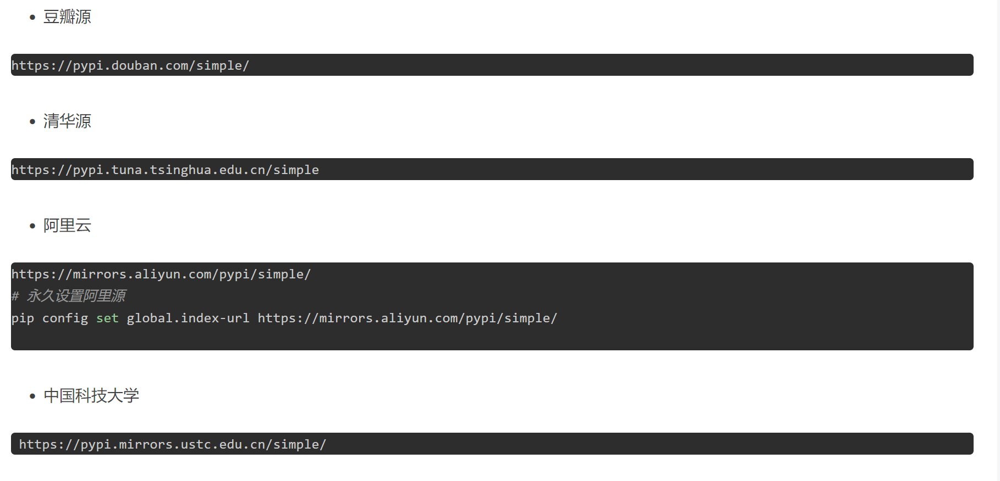 • 豆瓣源
https://pypi.douban.com/simple/
• 清华源
https://pypi.tuna.tsinghua.edu.cn/simple
• 阿里云
https://mirrors.aliyun.com/pypi/simple/
# 永久设置阿里源
pip config set global.index-url https://mirrors.aliyun.com/pypi/simple/
• 中国科技大学
https://pypi.mirrors.ustc.edu.cn/simple/